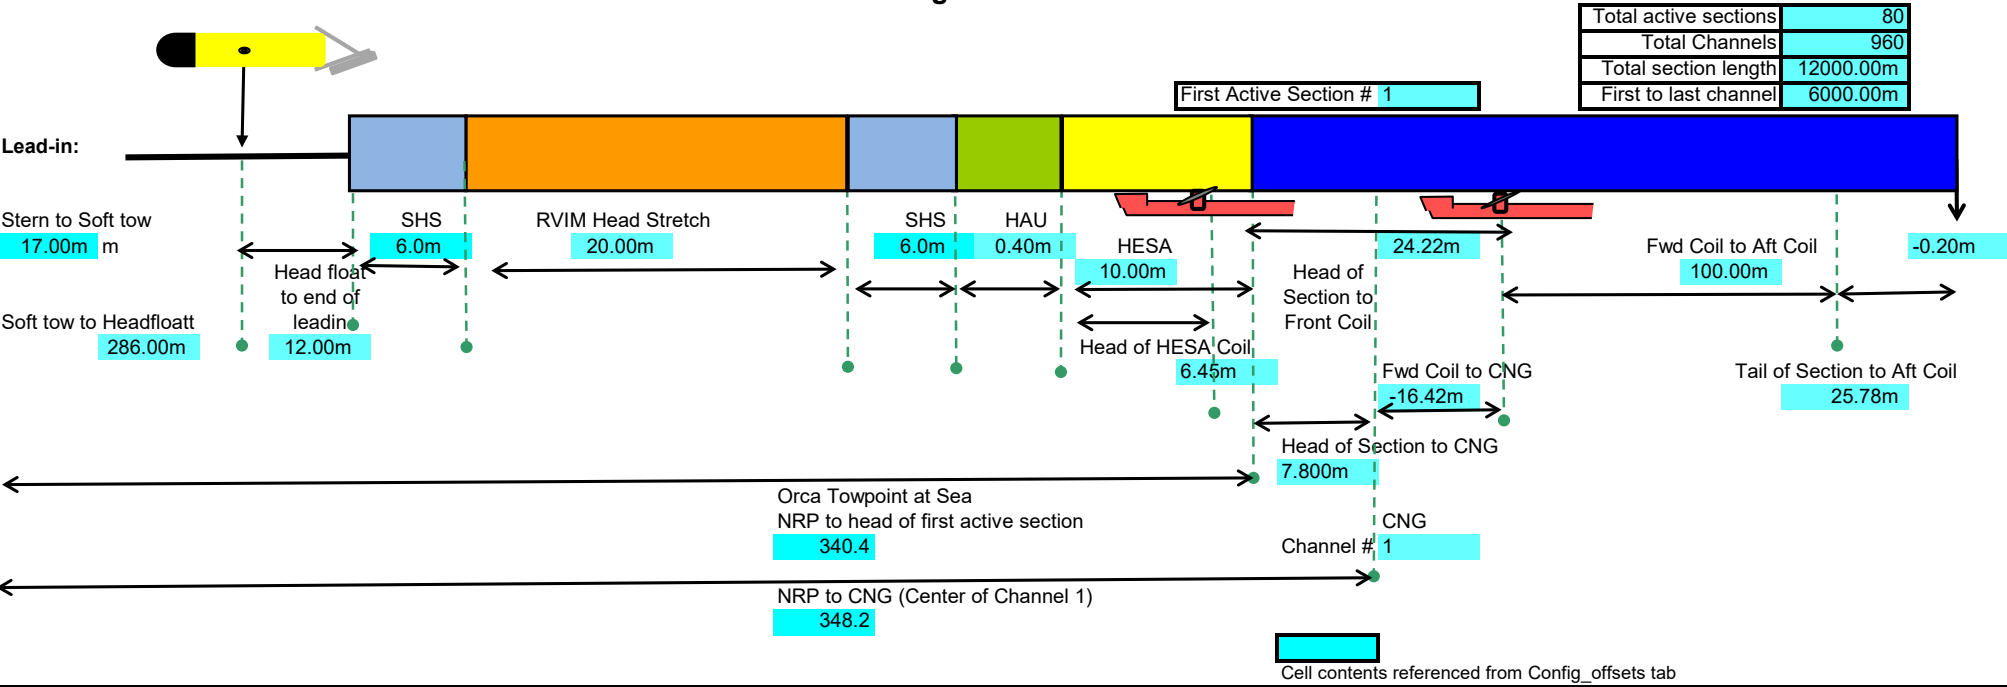 Total active sections 80
Total Channels 960
Total section length 12000.00m
First to last channel 6000.00m
First Active Section # 1
Lead-in:
Stern to Soft tow
17.00m m
Soft tow to Headfloatt
286.00m
Head float
to end of
leadin
12.00m
SHS
6.0m
RVIM Head Stretch
20.00m
SHS
6.0m
HAU
0.40m
HESA
10.00m
Head of HESA Coil
6.45m
Head of
Section to
Front Coil
24.22m
Fwd Coil to Aft Coil
100.00m
-0.20m
Fwd Coil to CNG
-16.42m
Tail of Section to Aft Coil
25.78m
Head of Section to CNG
7.800m
Orca Towpoint at Sea
NRP to head of first active section
340.4
CNG
Channel # 1
NRP to CNG (Center of Channel 1)
348.2
Cell contents referenced from Config_offsets tab